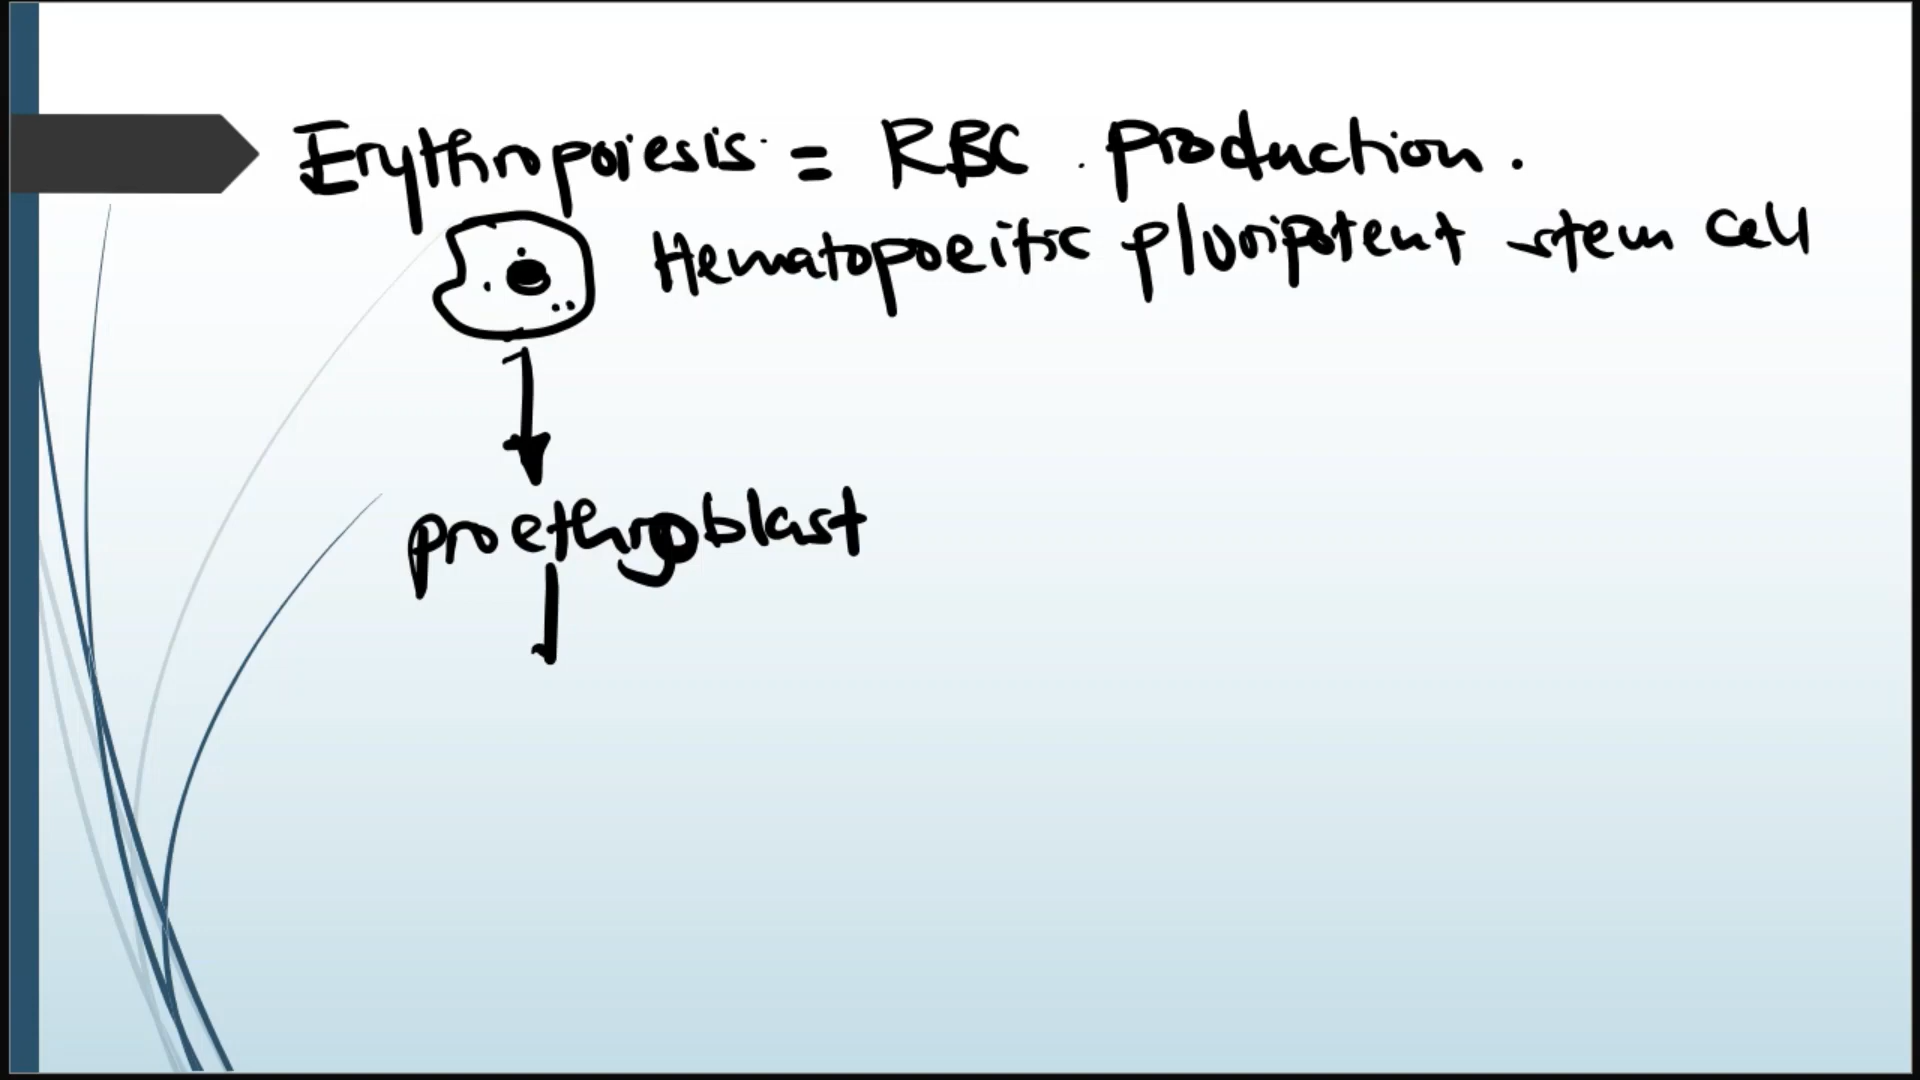 Erythropoiesis = RBC production.
Hematopoeitic pluripotent stem cell
proethroblast